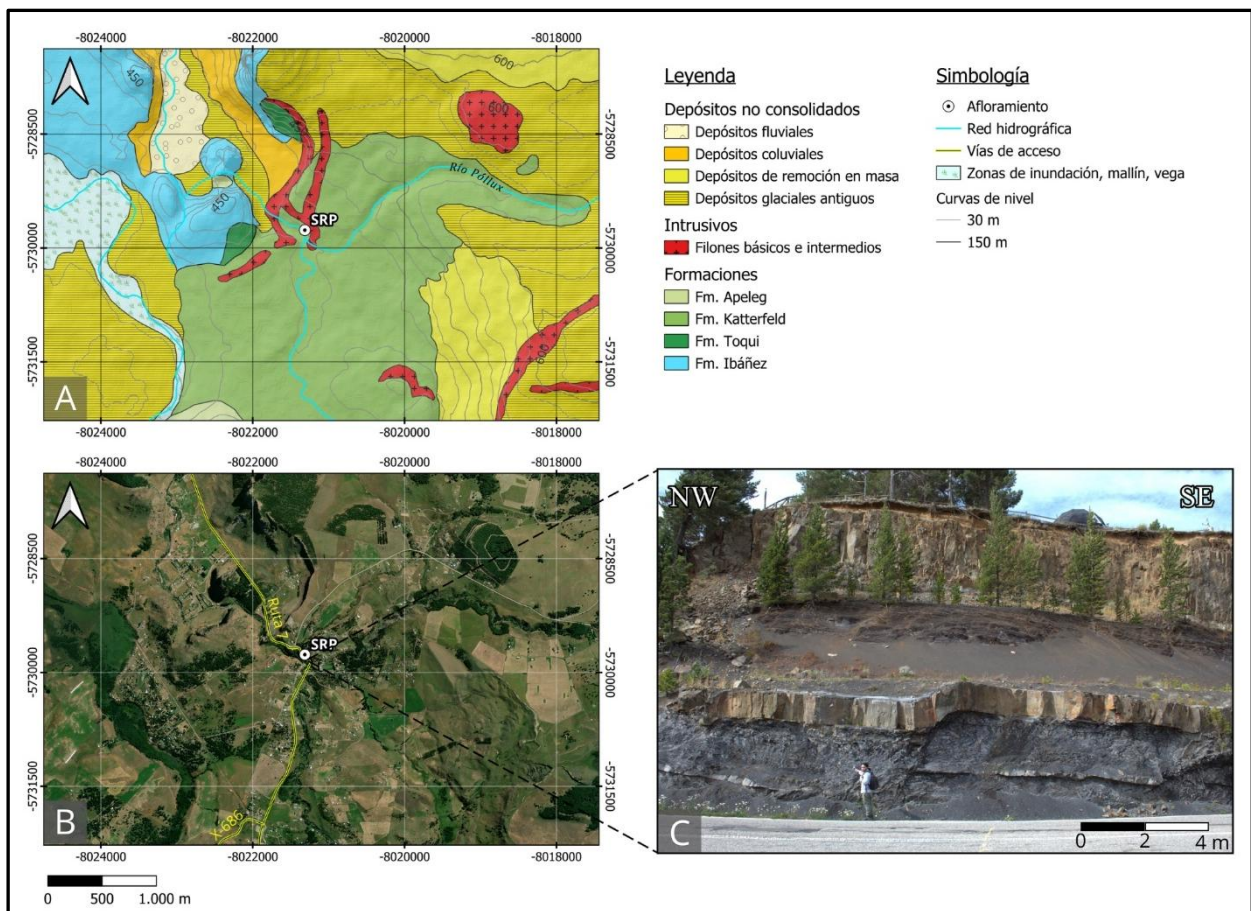 -8024000 -8022000 -8020000 -8018000
-5728500 -5728500
-5730000 -5730000
-5731500 -5731500
450
600
600
450
600
Río Póllux
SRP
A
-8024000 -8022000 -8020000 -8018000
Leyenda
Depósitos no consolidados
Depósitos fluviales
Depósitos coluviales
Depósitos de remoción en masa
Depósitos glaciales antiguos
Intrusivos
Filones básicos e intermedios
Formaciones
Fm. Apeleg
Fm. Katterfeld
Fm. Toqui
Fm. Ibáñez
Simbología
Afloramiento
Red hidrográfica
Vías de acceso
Zonas de inundación, mallín, vega
Curvas de nivel
30 m
150 m
-8024000 -8022000 -8020000 -8018000
-5728500 -5728500
-5730000 -5730000
-5731500 -5731500
Ruta 7
SRP
X-686
B
-8024000 -8022000 -8020000 -8018000
0 500 1.000 m
NW SE
C
0 2 4 m